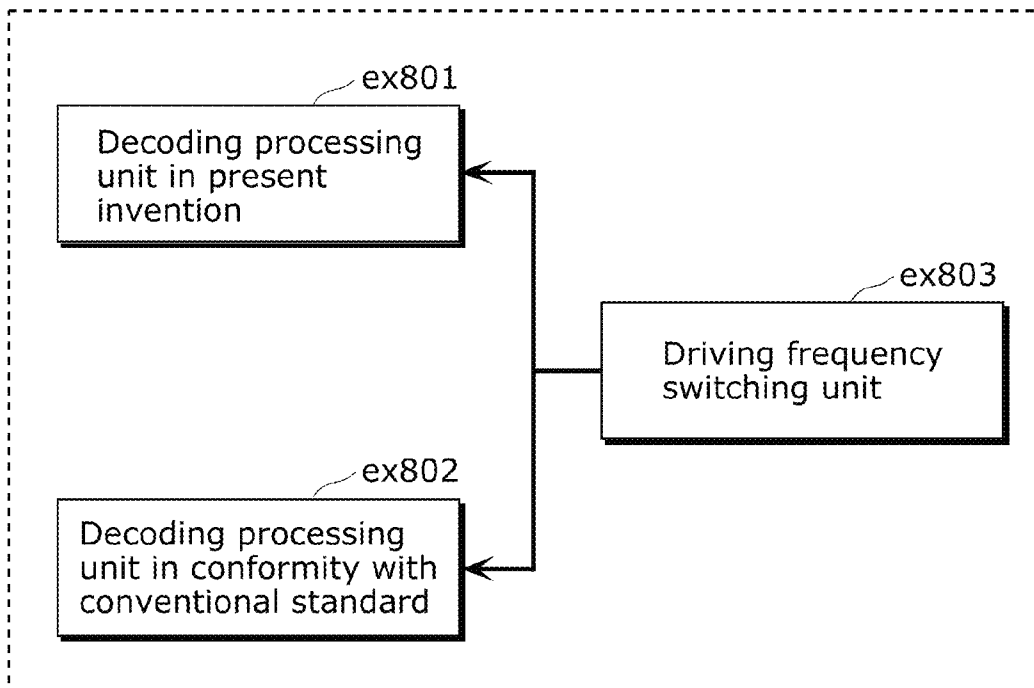 ex801
Decoding processing
unit in present
invention
ex803
Driving frequency
switching unit
ex802
Decoding processing
unit in conformity with
conventional standard